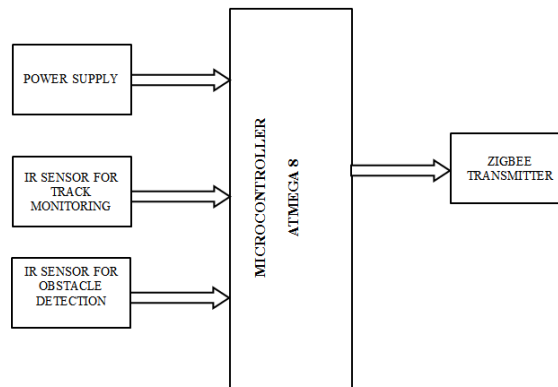 POWER SUPPLY
IR SENSOR FOR
TRACK
MONITORING
IR SENSOR FOR
OBSTACLE
DETECTION
MICROCONTROLLER
ATMEGA 8
ZIGBEE
TRANSMITTER